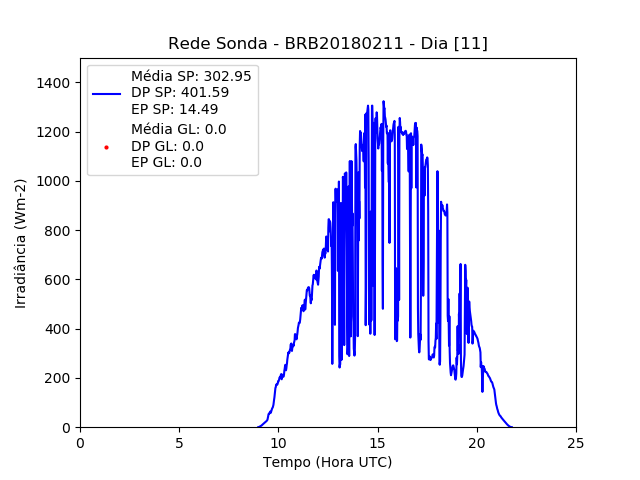 Rede Sonda - BRB20180211 - Dia [11]
Média SP: 302.95
DP SP: 401.59
EP SP: 14.49
Média GL: 0.0
DP GL: 0.0
EP GL: 0.0
Irradiância (Wm-2)
1400
1200
1000
800
600
400
200
0
0 5 10 15 20 25
Tempo (Hora UTC)